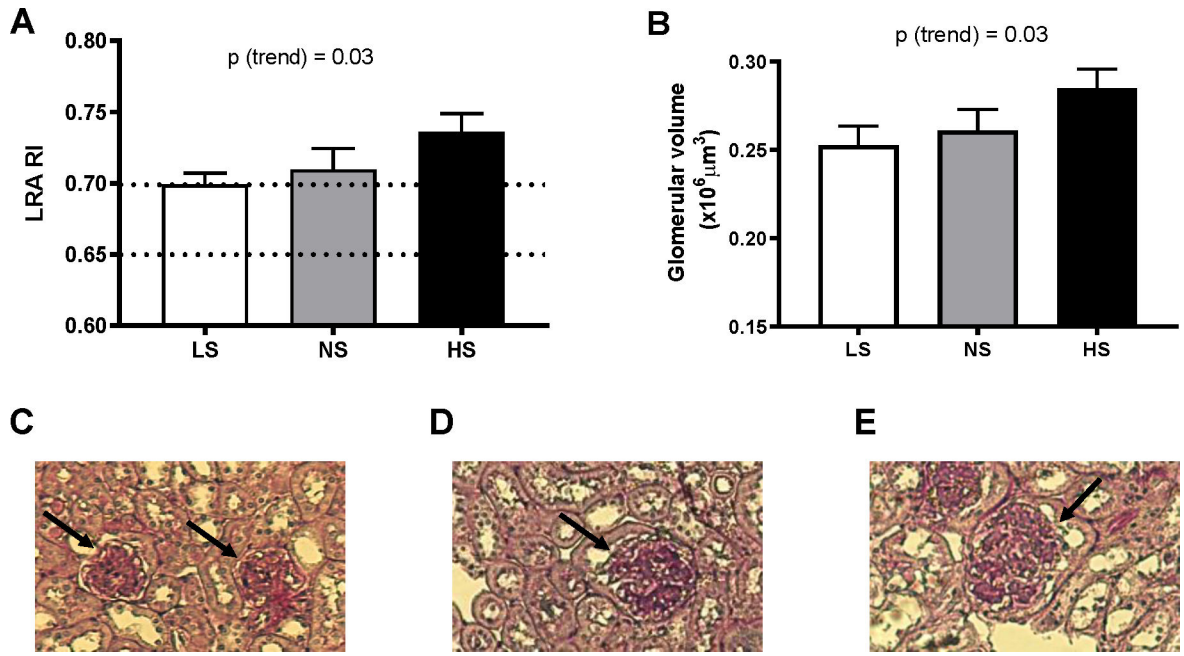 A
p (trend) = 0.03
LRA RI
0.80
0.75
0.70
0.65
0.60
LS NS HS
B
p (trend) = 0.03
Glomerular volume
(x10⁶µm³)
0.30
0.25
0.20
0.15
LS NS HS
C D E